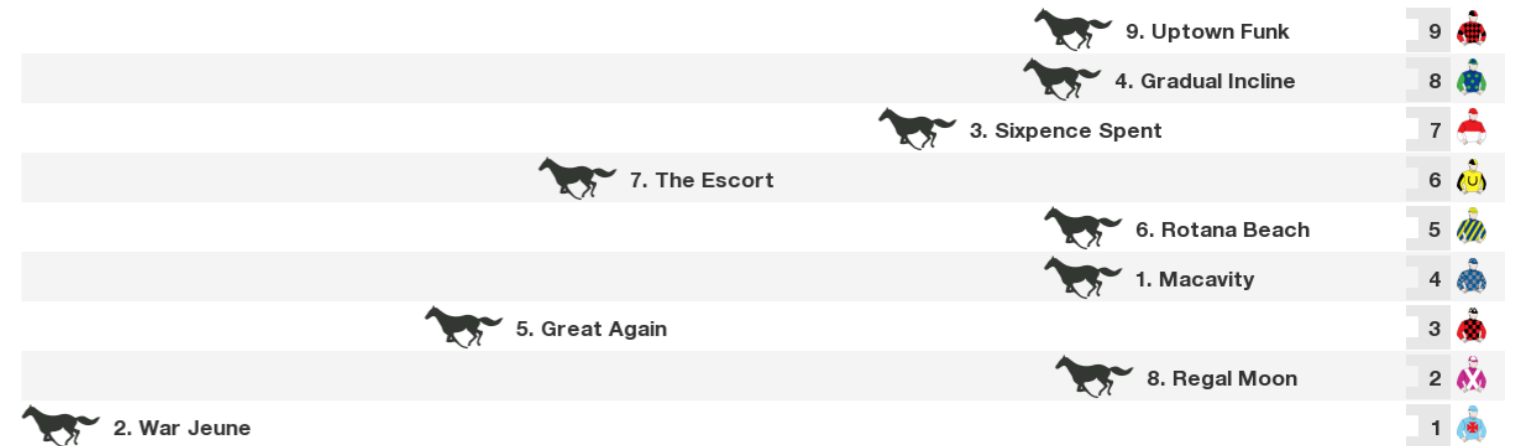 9. Uptown Funk 9
4. Gradual Incline 8
3. Sixpence Spent 7
7. The Escort 6
6. Rotana Beach 5
1. Macavity 4
5. Great Again 3
8. Regal Moon 2
2. War Jeune 1